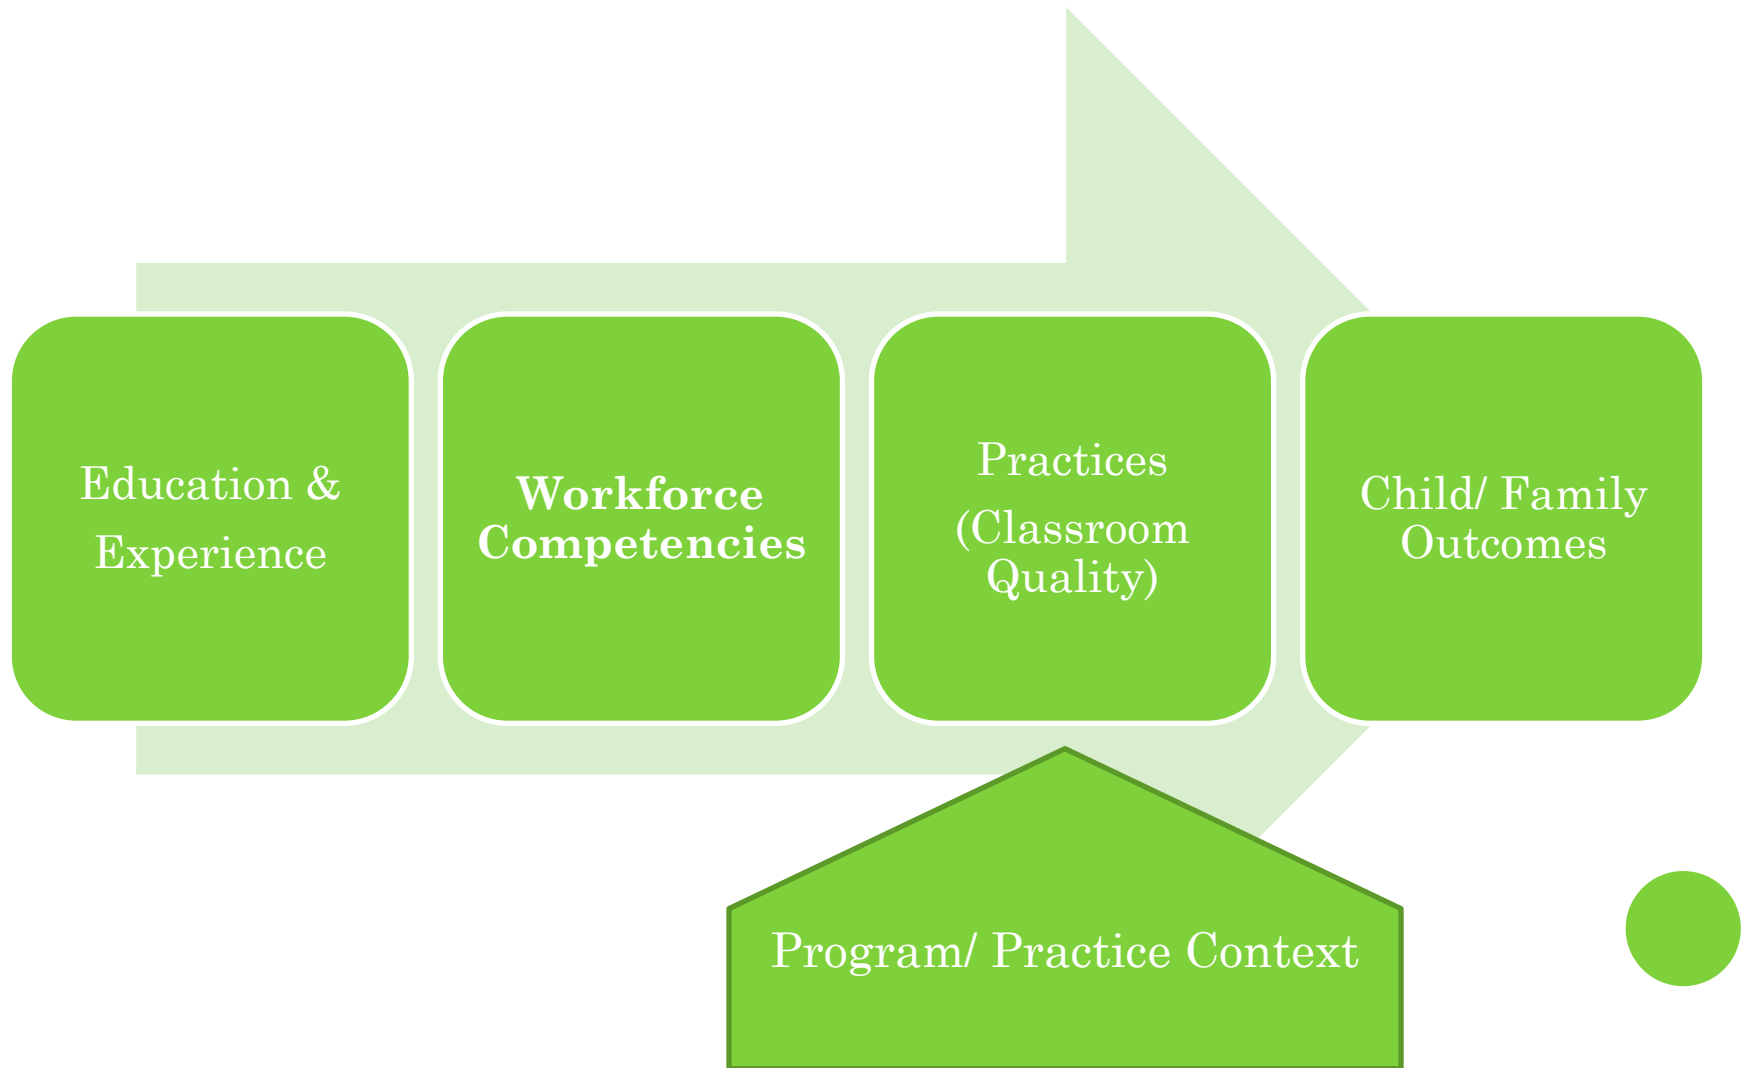 Education &
Experience
Workforce
Competencies
Practices
(Classroom
Quality)
Child/ Family
Outcomes
Program/ Practice Context